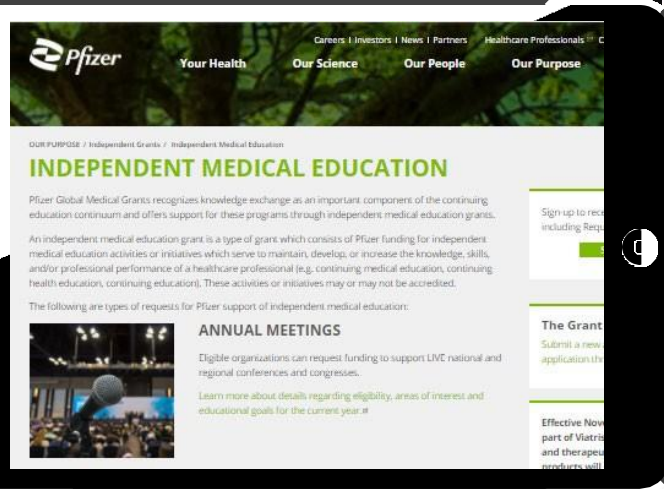 Careers I Investors I News I Partners Healthcare Professionals C
Pfizer
Your Health Our Science Our People Our Purpose
OUR PURPOSE / Independent Grants / Independent Medical Education
INDEPENDENT MEDICAL EDUCATION
Pfizer Global Medical Grants recognizes knowledge exchange as an important component of the continuing
education continuum and offers support for these programs through independent medical education grants.
An independent medical education grant is a type of grant which consists of Pfizer funding for independent
medical education activities or initiatives which serve to maintain, develop, or increase the knowledge, skills,
and/or professional performance of a healthcare professional (e.g. continuing medical education, continuing
health education, continuing education). These activities or initiatives may or may not be accredited.
The following are types of requests for Pfizer support of independent medical education:
ANNUAL MEETINGS
Eligible organizations can request funding to support LIVE national and
regional conferences and congresses.
Learn more about details regarding eligibility, areas of interest and
educational goals for the current year.
Sign-up to rece
including Requ
S
The Grant
Submit a new
application thr
Effective Nov
part of Viatris
and therapeu
products will